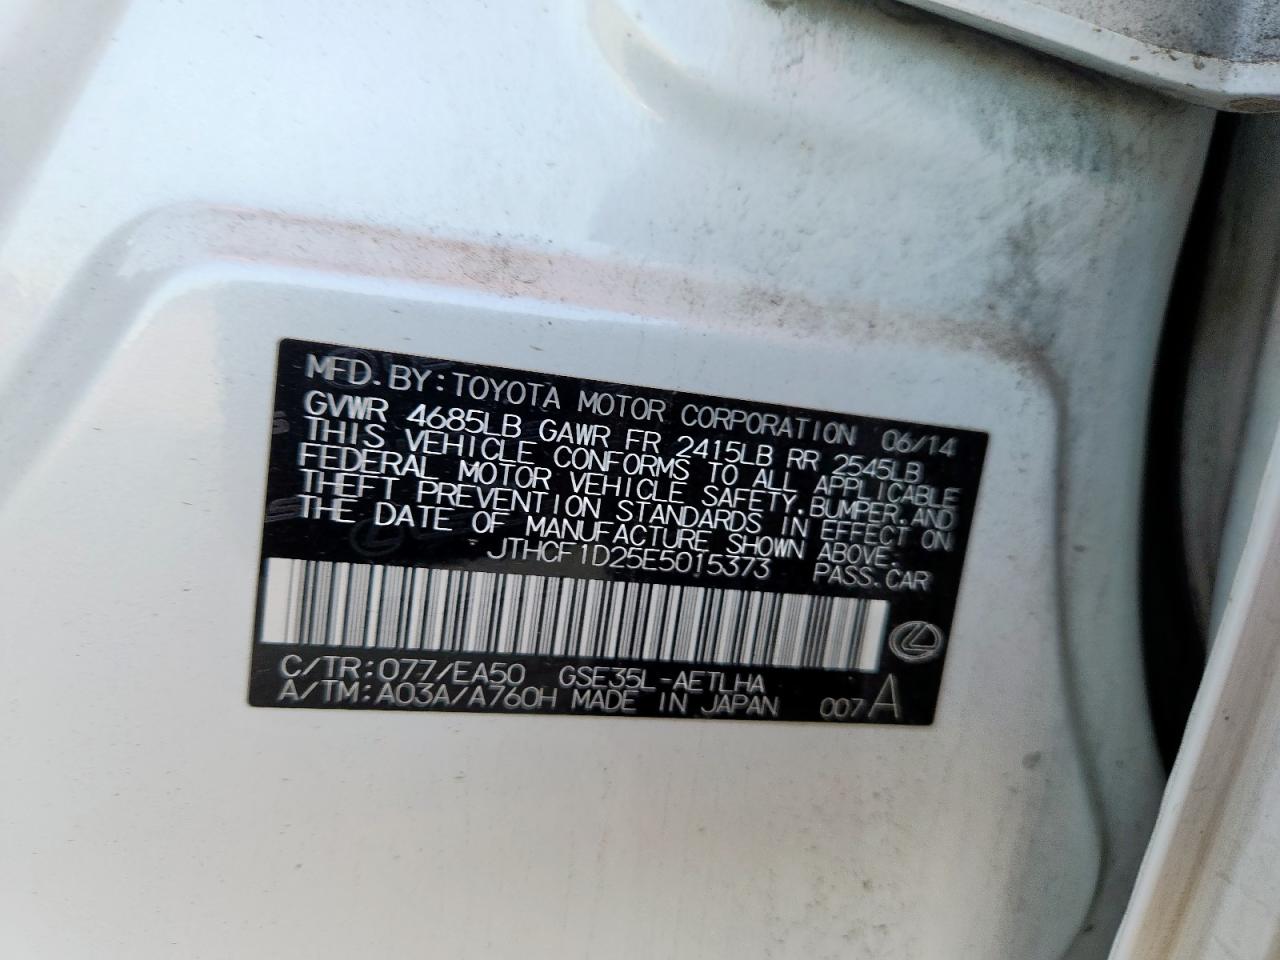 MFD. BY: TOYOTA MOTOR CORPORATION 06/14
GVWR 4685LB GAWR FR 2415LB RR 2545LB
THIS VEHICLE CONFORMS TO ALL APPLICABLE
FEDERAL MOTOR VEHICLE SAFETY, BUMPER, AND
THEFT PREVENTION STANDARDS IN EFFECT ON
THE DATE OF MANUFACTURE SHOWN ABOVE.
JTHCF1D25E5015373 PASS. CAR
C/TR: 077/EA50 GSE35L-AETLHA
A/TM: A03A/A760H MADE IN JAPAN 007A